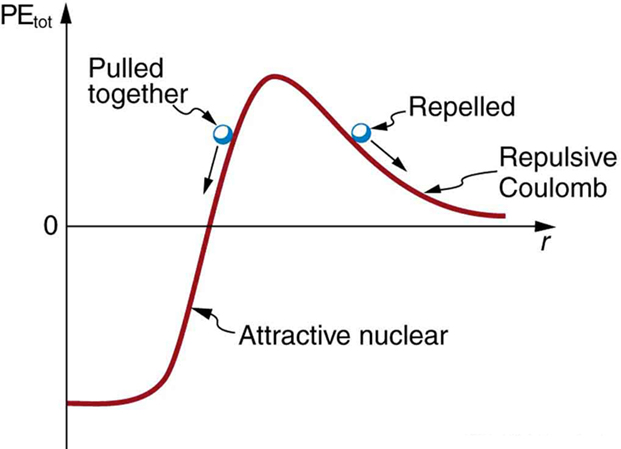 PEtot
Pulled
together
Repelled
Repulsive
Coulomb
0
r
Attractive nuclear